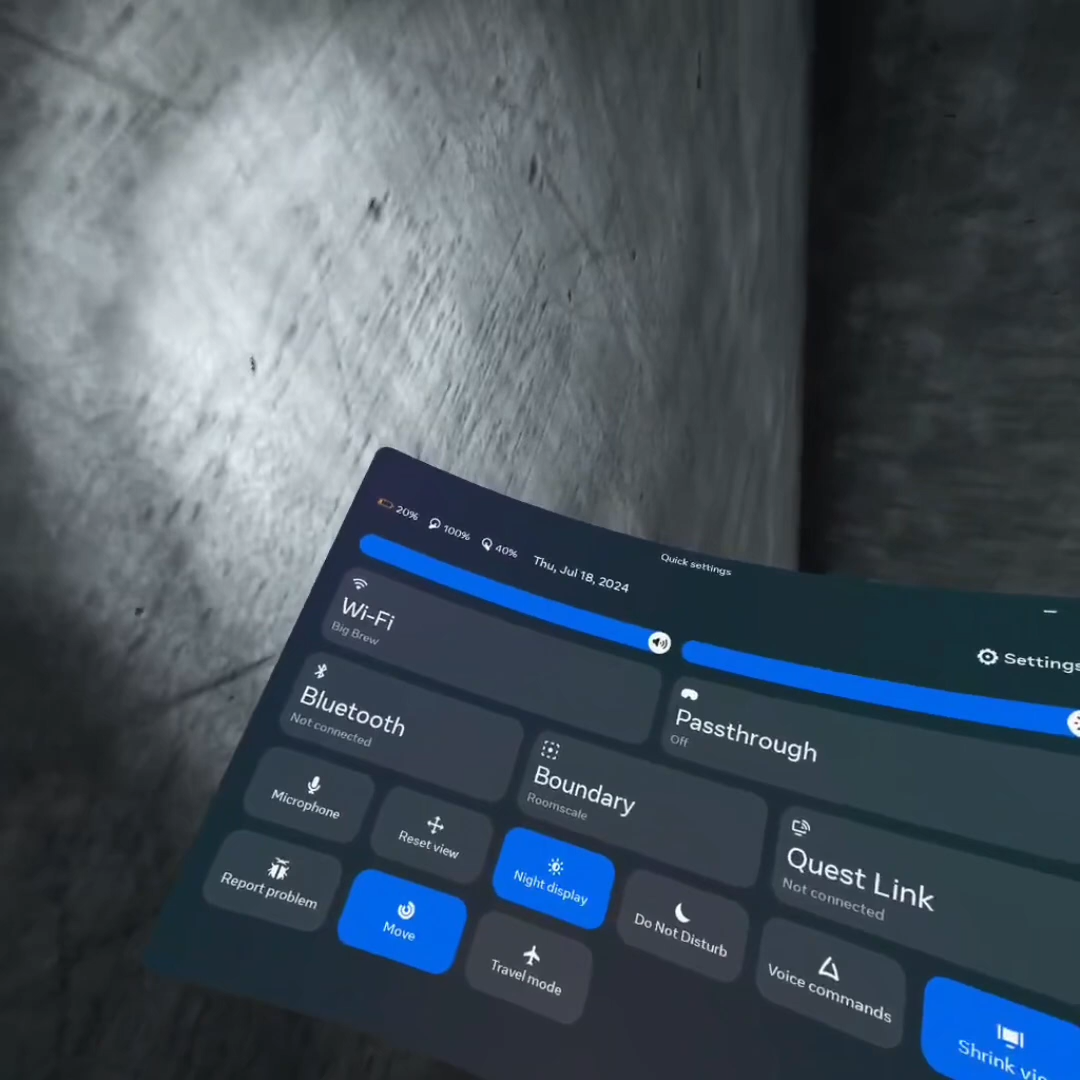 20% 100% 40% Thu, Jul 18, 2024
Quick settings
Settings
Wi-Fi
Big Brew
Passthrough
Off
Bluetooth
Not connected
Boundary
Roomscale
Quest Link
Not connected
Microphone
Reset view
Night display
Do Not Disturb
Voice commands
Shrink vie
Report problem
Move
Travel mode